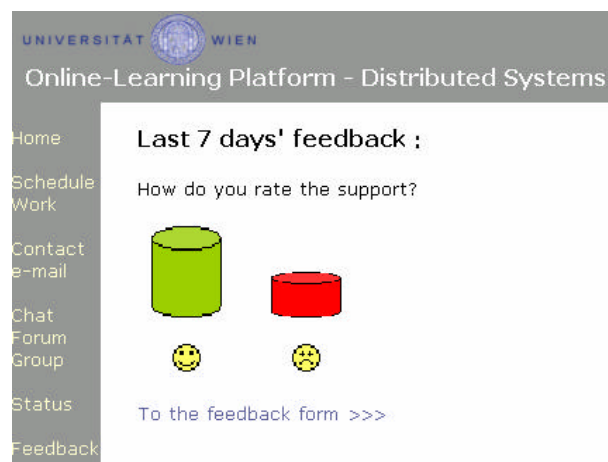 UNIVERSITÄT WIEN
Online-Learning Platform - Distributed Systems
Home
Schedule
Work
Contact
e-mail
Chat
Forum
Group
Status
Feedback
Last 7 days' feedback :
How do you rate the support?
To the feedback form >>>